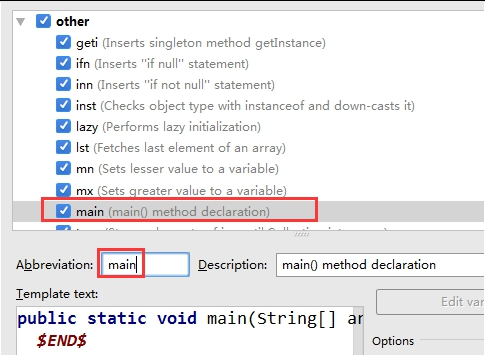 other
geti (Inserts singleton method getInstance)
ifn (Inserts "if null" statement)
inn (Inserts "if not null" statement)
inst (Checks object type with instanceof and down-casts it)
lazy (Performs lazy initialization)
lst (Fetches last element of an array)
mn (Sets lesser value to a variable)
mx (Sets greater value to a variable)
main (main() method declaration)
Abbreviation: main Description: main() method declaration
Template text:
public static void main(String[] ar
$END$
Edit var
Options